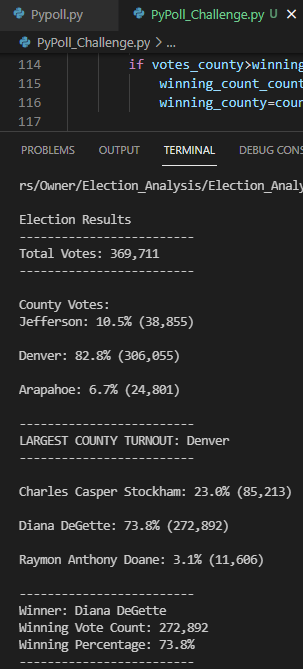 Pypoll.py
PyPoll_Challenge.py U
PyPoll_Challenge.py > ...
114 if votes_county>winning
115 winning_count_count
116 winning_county=coun
117
PROBLEMS OUTPUT TERMINAL DEBUG CONS
rs/Owner/Election_Analysis/Election_Analy
Election Results
-------------------------
Total Votes: 369,711
-------------------------
County Votes:
Jefferson: 10.5% (38,855)
Denver: 82.8% (306,055)
Arapahoe: 6.7% (24,801)
-------------------------
LARGEST COUNTY TURNOUT: Denver
-------------------------
Charles Casper Stockham: 23.0% (85,213)
Diana DeGette: 73.8% (272,892)
Raymon Anthony Doane: 3.1% (11,606)
-------------------------
Winner: Diana DeGette
Winning Vote Count: 272,892
Winning Percentage: 73.8%
-------------------------